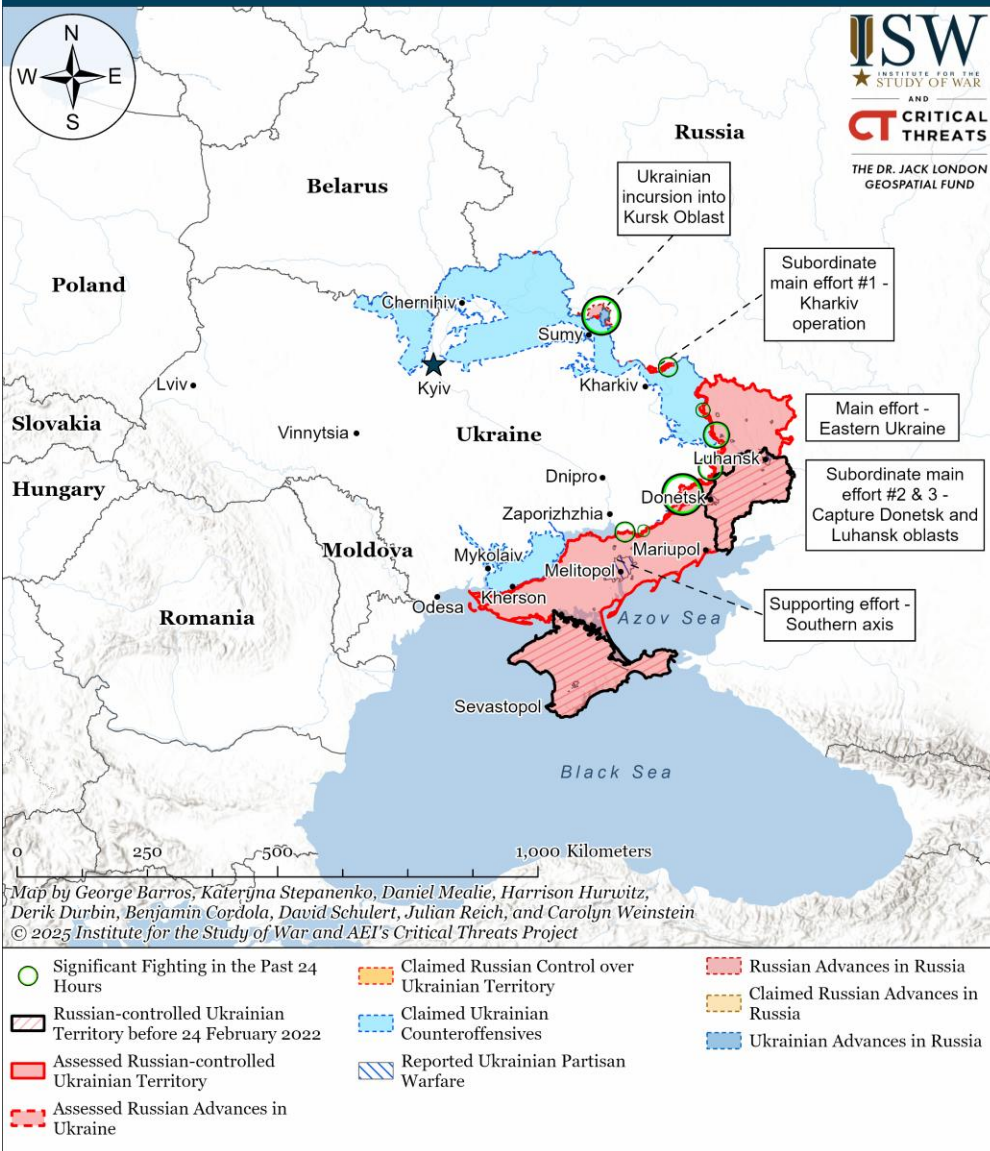 N
W
E
S
ISW
INSTITUTE FOR THE
STUDY OF WAR
AND
CT CRITICAL
THREATS
THE DR. JACK LONDON
GEOSPATIAL FUND
Russia
Ukrainian
incursion into
Kursk Oblast
Belarus
Subordinate
main effort #1 -
Kharkiv
operation
Poland
Chernihiv
Sumy
Kyiv
Kharkiv
Lviv
Slovakia
Vinnytsia
Ukraine
Main effort -
Eastern Ukraine
Luhansk
Hungary
Dnipro
Donetsk
Subordinate main
effort #2 & 3 -
Capture Donetsk and
Luhansk oblasts
Zaporizhzhia
Moldova
Mykolaiv
Mariupol
Melitopol
Kherson
Odesa
Romania
Azov Sea
Supporting effort -
Southern axis
Sevastopol
Black Sea
0 250 500 1,000 Kilometers
Map by George Barros, Kateryna Stepanenko, Daniel Mealie, Harrison Hurwitz,
Derik Durbin, Benjamin Cordola, David Schulert, Julian Reich, and Carolyn Weinstein
© 2025 Institute for the Study of War and AEI's Critical Threats Project
Significant Fighting in the Past 24
Hours
Russian-controlled Ukrainian
Territory before 24 February 2022
Assessed Russian-controlled
Ukrainian Territory
Assessed Russian Advances in
Ukraine
Claimed Russian Control over
Ukrainian Territory
Claimed Ukrainian
Counteroffensives
Reported Ukrainian Partisan
Warfare
Russian Advances in Russia
Claimed Russian Advances in
Russia
Ukrainian Advances in Russia